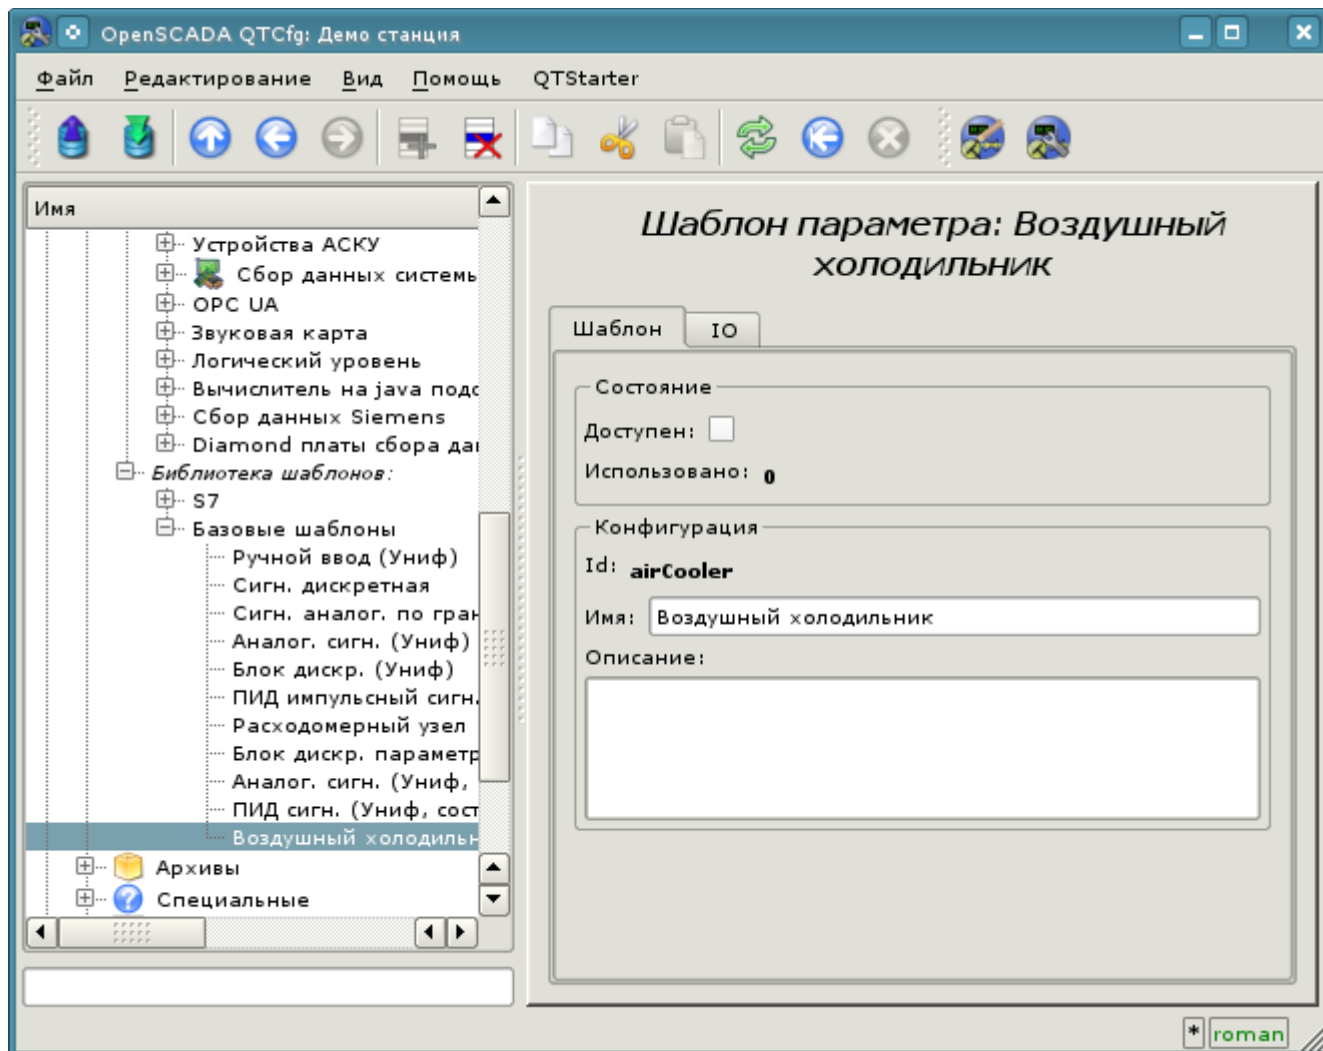 OpenSCADA QTCfg: Демо станция
Файл Редактирование Вид Помощь QTStarter
Имя
Устройства АСКУ
Сбор данных системы
OPC UA
Звуковая карта
Логический уровень
Вычислитель на java подо
Сбор данных Siemens
Diamond платы сбора дан
Библиотека шаблонов:
S7
Базовые шаблоны
Ручной ввод (Униф)
Сигн. дискретная
Сигн. аналог. по гран
Аналог. сигн. (Униф)
Блок дискр. (Униф)
ПИД импульсный сигн.
Расходомерный узел
Блок дискр. параметр
Аналог. сигн. (Униф,
ПИД сигн. (Униф, сост
Воздушный холодильн
Архивы
Специальные
Шаблон параметра: Воздушный
холодильник
Шаблон IO
Состояние
Доступен:
Использовано: 0
Конфигурация
Id: airCooler
Имя: Воздушный холодильник
Описание:
* roman